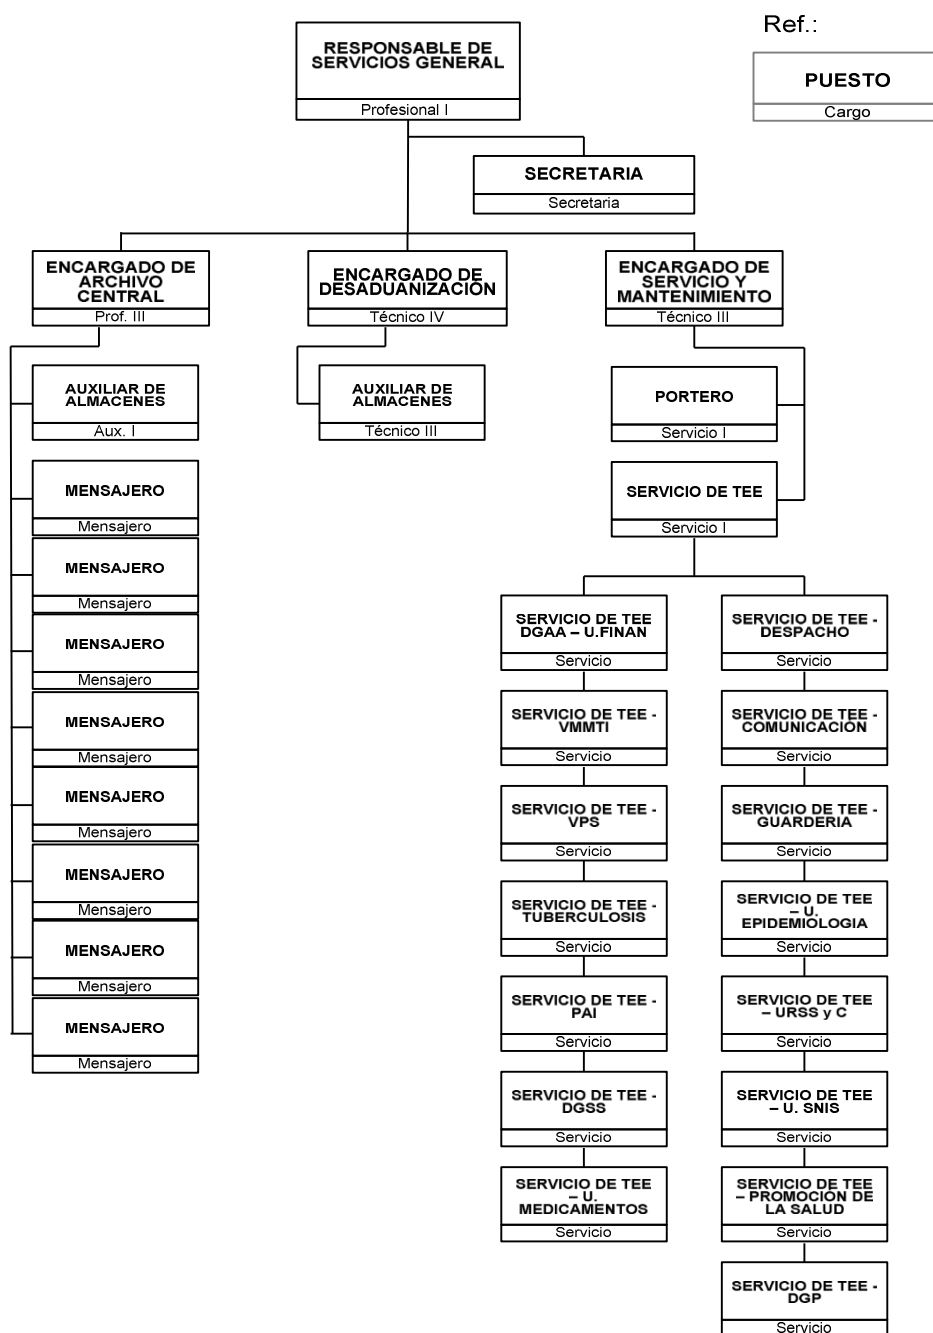 Ref.:
RESPONSABLE DE
SERVICIOS GENERAL
Profesional I
PUESTO
Cargo
SECRETARIA
Secretaria
ENCARGADO DE
ARCHIVO
CENTRAL
Prof. III
ENCARGADO DE
DESADUANIZACIÓN
Técnico IV
ENCARGADO DE
SERVICIO Y
MANTENIMIENTO
Técnico III
AUXILIAR DE
ALMACENES
Aux. I
AUXILIAR DE
ALMACENES
Técnico III
PORTERO
Servicio I
SERVICIO DE TEE
Servicio I
MENSAJERO
Mensajero
MENSAJERO
Mensajero
MENSAJERO
Mensajero
MENSAJERO
Mensajero
MENSAJERO
Mensajero
MENSAJERO
Mensajero
MENSAJERO
Mensajero
MENSAJERO
Mensajero
SERVICIO DE TEE
DGAA – U.FINAN
Servicio
SERVICIO DE TEE -
VMMTI
Servicio
SERVICIO DE TEE -
VPS
Servicio
SERVICIO DE TEE -
TUBERCULOSIS
Servicio
SERVICIO DE TEE -
PAI
Servicio
SERVICIO DE TEE -
DGSS
Servicio
SERVICIO DE TEE
– U.
MEDICAMENTOS
Servicio
SERVICIO DE TEE -
DESPACHO
Servicio
SERVICIO DE TEE -
COMUNICACIÓN
Servicio
SERVICIO DE TEE -
GUARDERIA
Servicio
SERVICIO DE TEE
– U.
EPIDEMIOLOGIA
Servicio
SERVICIO DE TEE
– URSS y C
Servicio
SERVICIO DE TEE
– U. SNIS
Servicio
SERVICIO DE TEE
– PROMOCIÓN DE
LA SALUD
Servicio
SERVICIO DE TEE -
DGP
Servicio